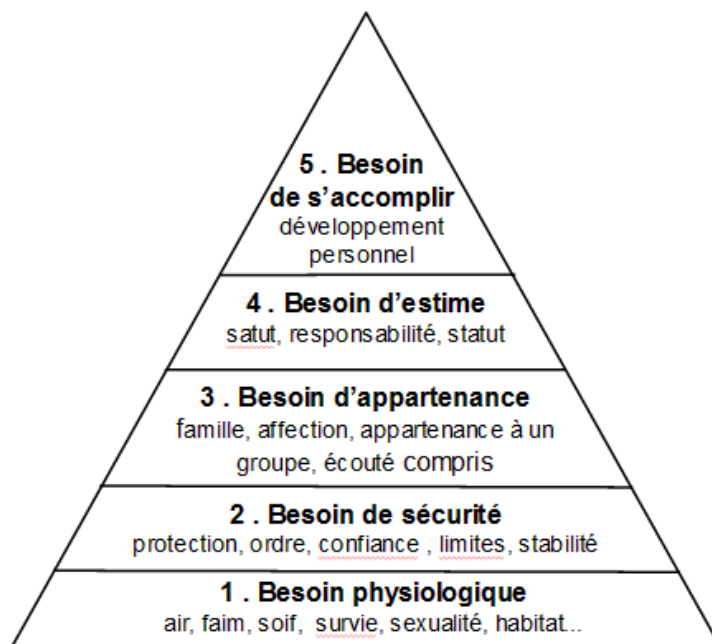 5 . Besoin
de s’accomplir
développement
personnel
4 . Besoin d’estime
satut, responsabilité, statut
3 . Besoin d’appartenance
famille, affection, appartenance à un
groupe, écouté compris
2 . Besoin de sécurité
protection, ordre, confiance , limites, stabilité
1 . Besoin physiologique
air, faim, soif, survie, sexualité, habitat...